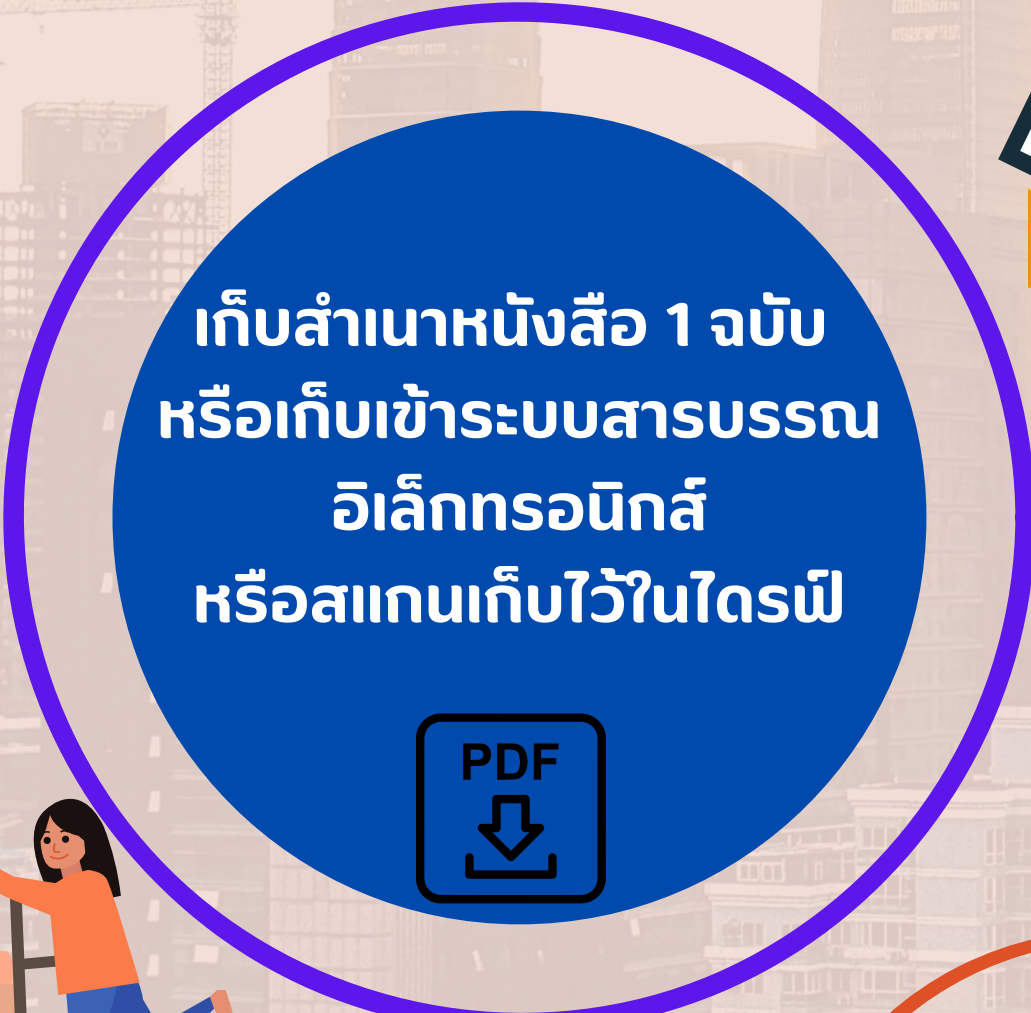 เก็บสำเนาหนังสือ 1 ฉบับ
หรือเก็บเข้าระบบสารบรรณ
อิเล็กทรอนิกส์
หรือสแกนเก็บไว้ในไดรฟ์
PDF